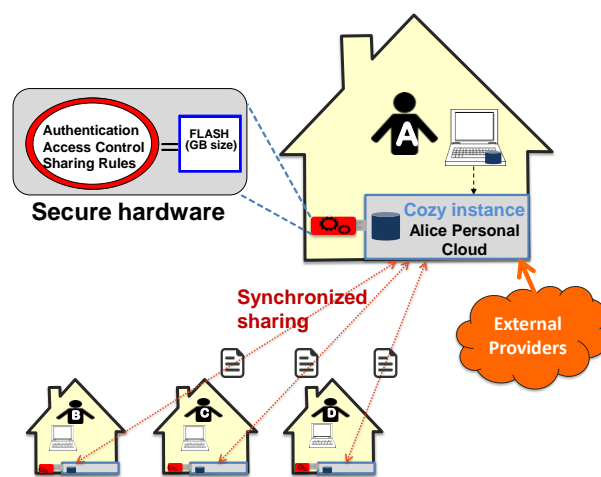 Authentication
Access Control
Sharing Rules
FLASH
(GB size)
Secure hardware
A
Cozy instance
Alice Personal
Cloud
Synchronized
sharing
External
Providers
B
C
D